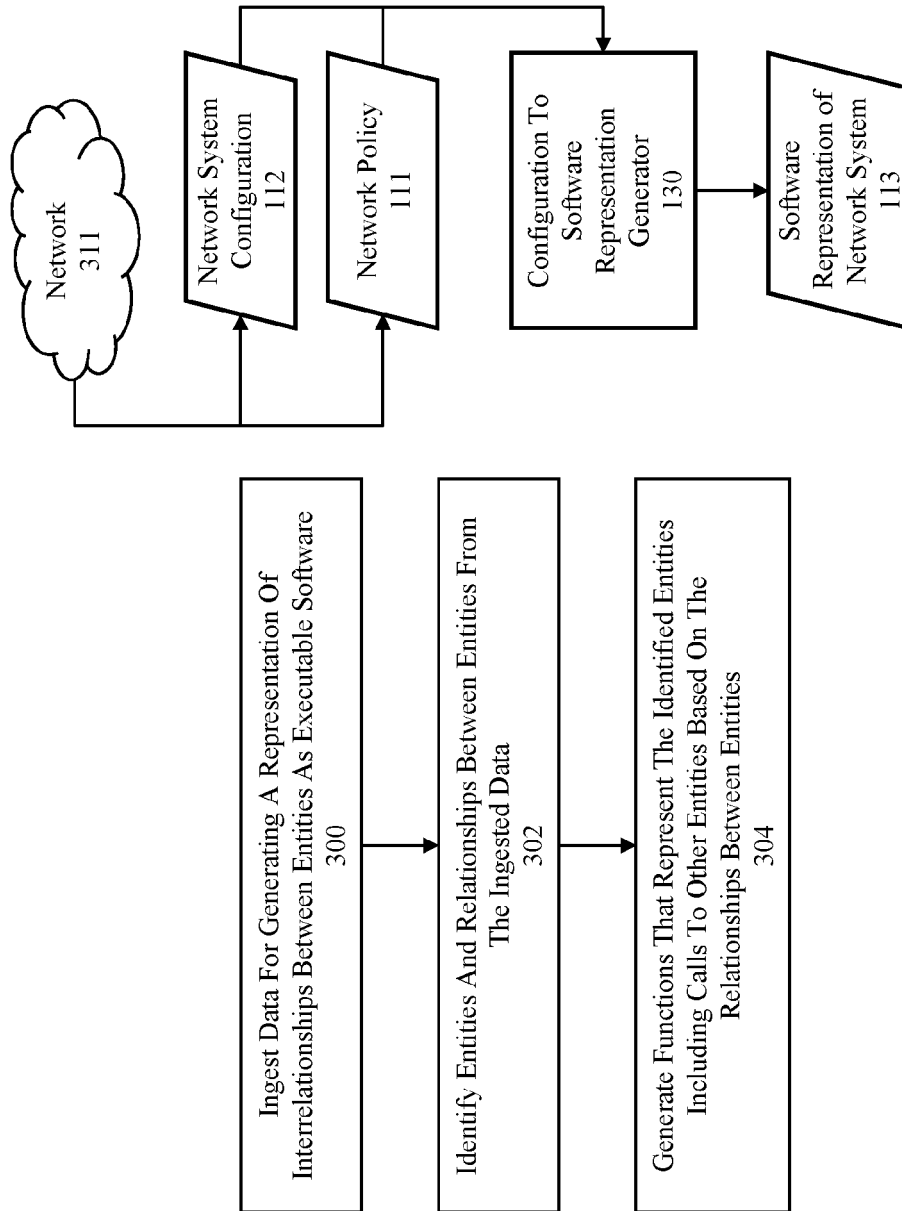 Ingest Data For Generating A Representation Of
Interrelationships Between Entities As Executable Software
300
Identify Entities And Relationships Between Entities From
The Ingested Data
302
Generate Functions That Represent The Identified Entities
Including Calls To Other Entities Based On The
Relationships Between Entities
304
Network
311
Network System
Configuration
112
Network Policy
111
Configuration To
Software
Representation
Generator
130
Software
Representation of
Network System
113